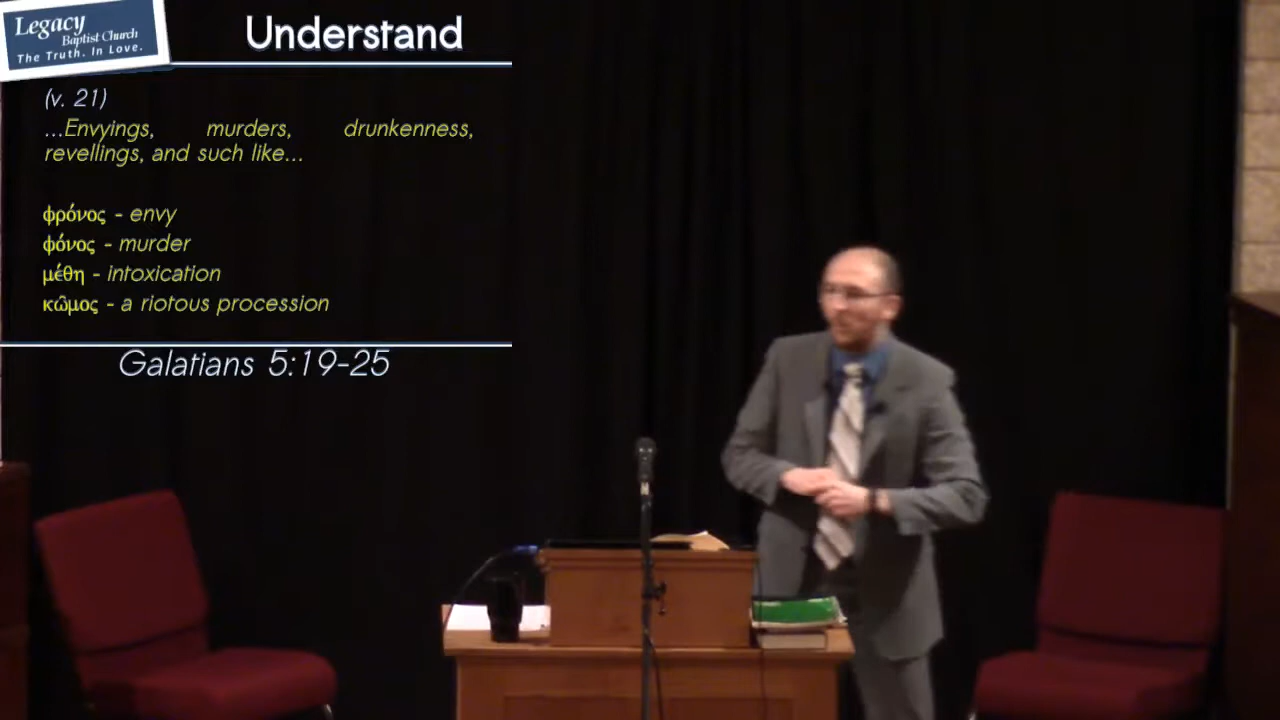 Legacy
Baptist Church
The Truth. In Love.
Understand
(v. 21)
...Envyings, murders, drunkenness,
revellings, and such like...
φρόνος - envy
φόνος - murder
μέθη - intoxication
κῶμος - a riotous procession
Galatians 5:19-25